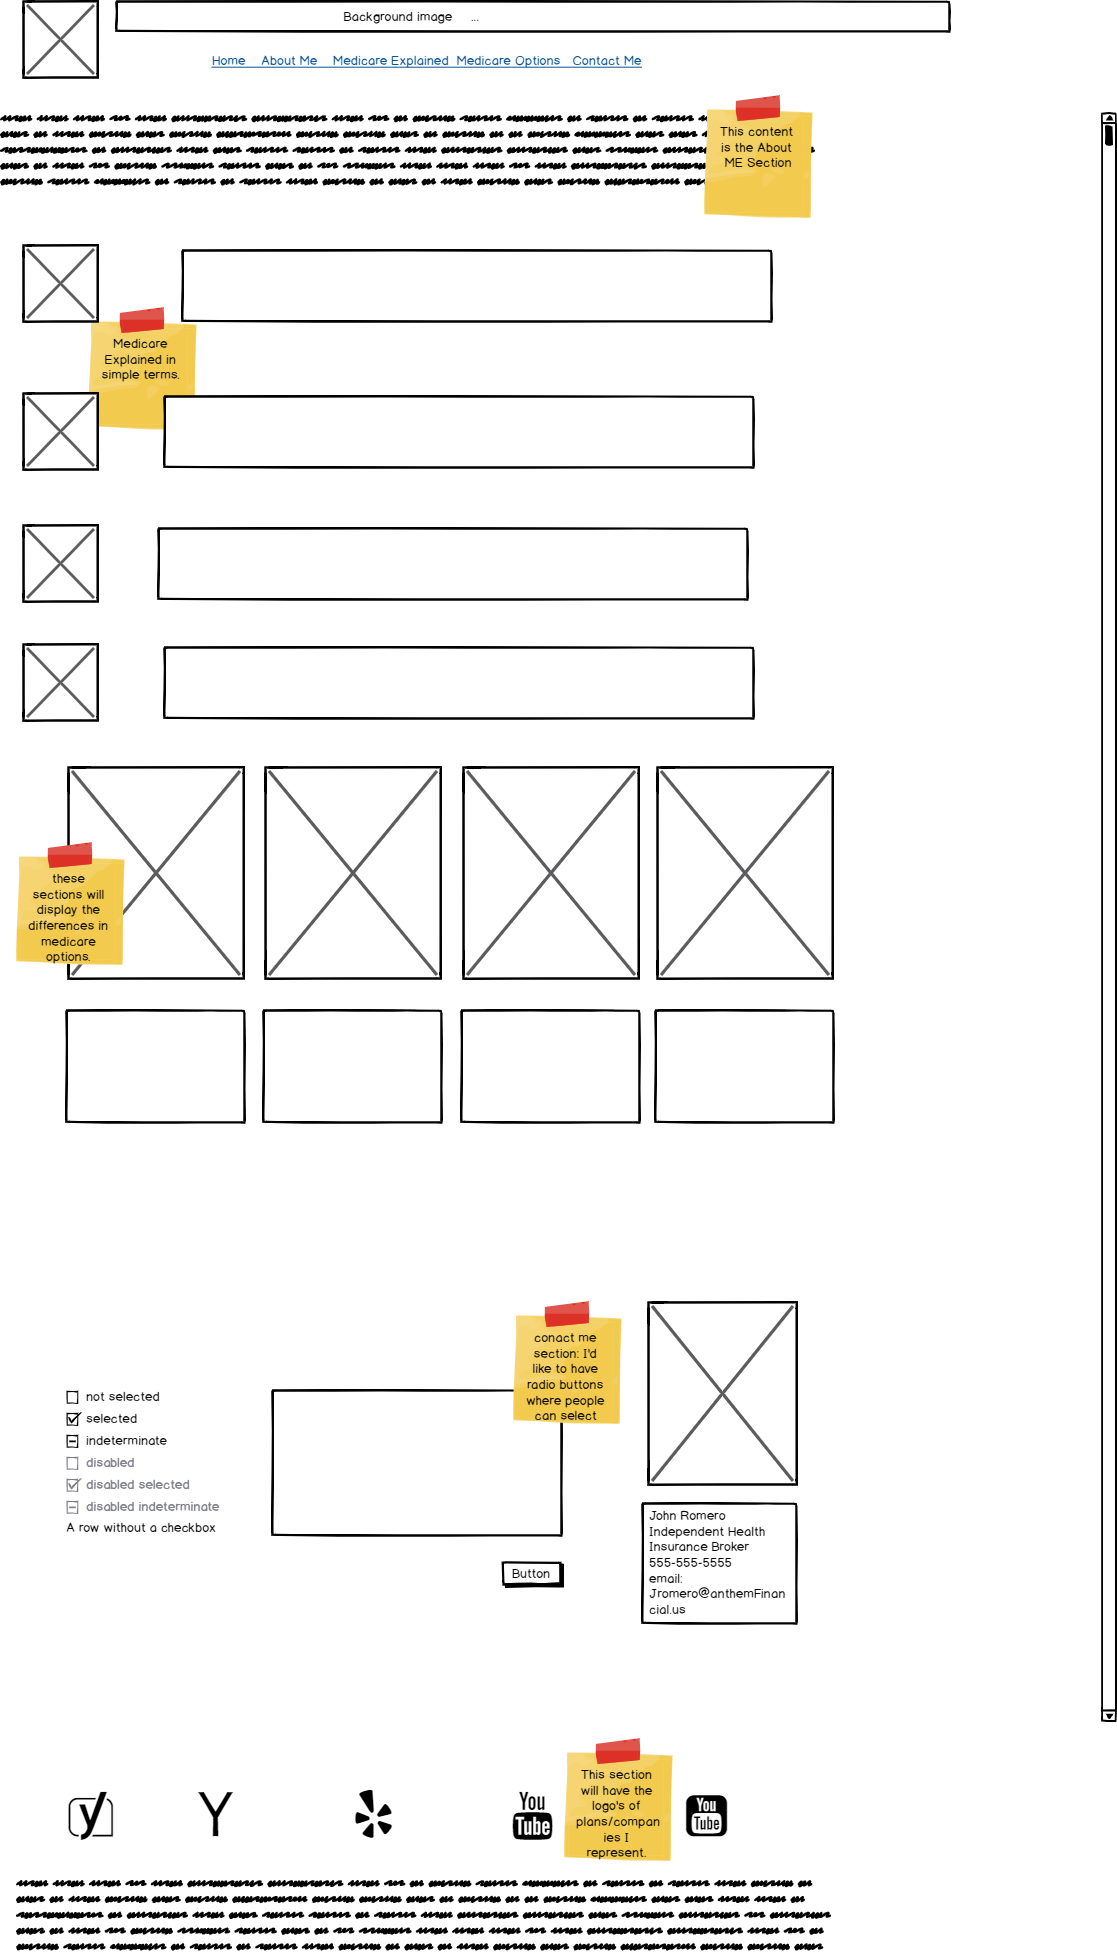 Background image ...
Home About Me Medicare Explained Medicare Options Contact Me
This content
is the About
ME Section
Medicare
Explained in
simple terms.
these
sections will
display the
differences in
medicare
options.
conact me
section: I'd
like to have
radio buttons
where people
can select
not selected
selected
indeterminate
disabled
disabled selected
disabled indeterminate
A row without a checkbox
Button
John Romero
Independent Health
Insurance Broker
555-555-5555
email:
Jromero@anthemFinan
cial.us
This section
will have the
logo's of
plans/compan
ies I
represent.
y
Y
You
Tube
You
Tube